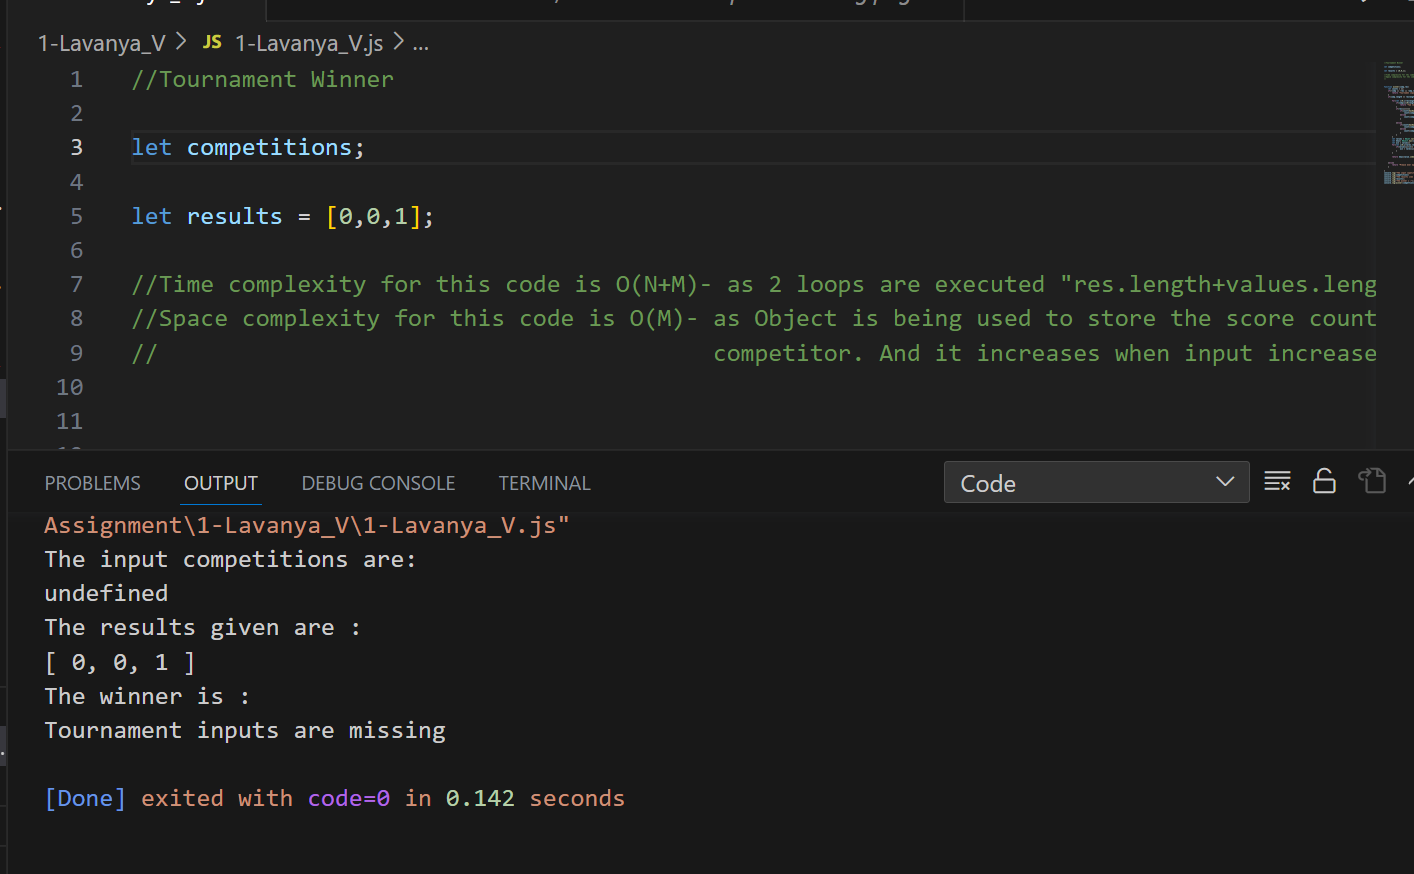 1-Lavanya_V > JS 1-Lavanya_V.js > ...
1 //Tournament Winner
2
3 let competitions;
4
5 let results = [0,0,1];
6
7 //Time complexity for this code is O(N+M)- as 2 loops are executed "res.length+values.leng
8 //Space complexity for this code is O(M)- as Object is being used to store the score count
9 // competitor. And it increases when input increase
10
11
PROBLEMS OUTPUT DEBUG CONSOLE TERMINAL Code
Assignment\1-Lavanya_V\1-Lavanya_V.js"
The input competitions are:
undefined
The results given are :
[ 0, 0, 1 ]
The winner is :
Tournament inputs are missing
[Done] exited with code=0 in 0.142 seconds